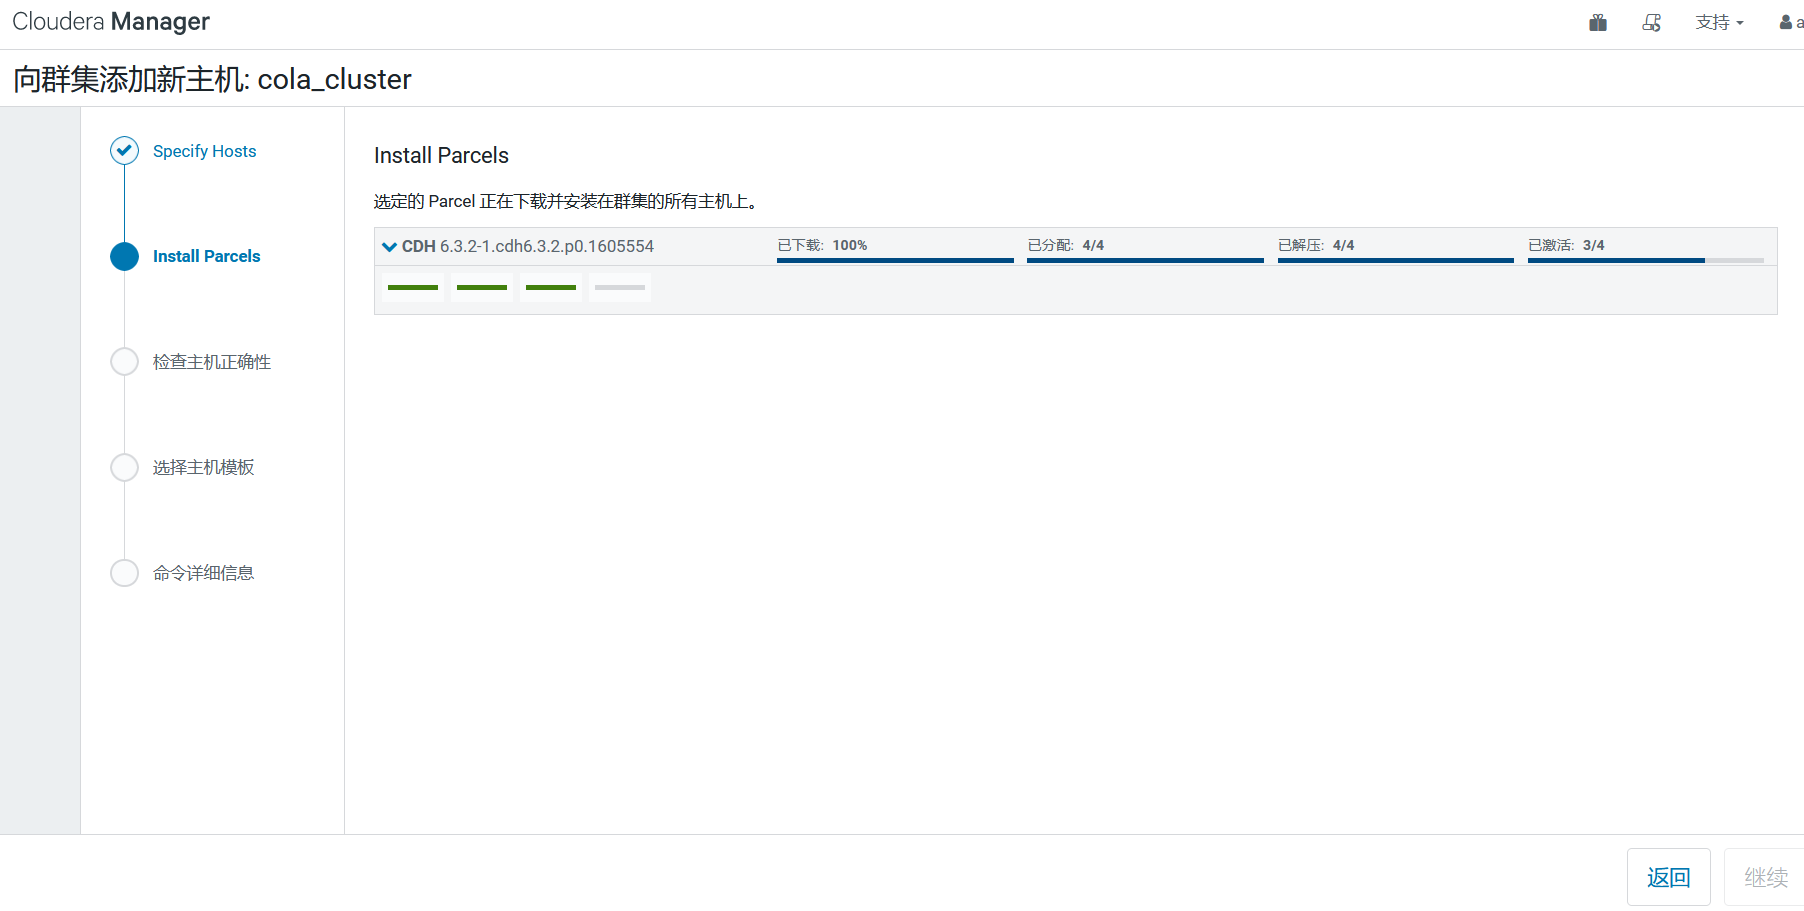 Cloudera Manager
支持
a
向群集添加新主机: cola_cluster
Specify Hosts
Install Parcels
检查主机正确性
选择主机模板
命令详细信息
Install Parcels
选定的 Parcel 正在下载并安装在群集的所有主机上。
CDH 6.3.2-1.cdh6.3.2.p0.1605554
已下载: 100%
已分配: 4/4
已解压: 4/4
已激活: 3/4
返回
继续